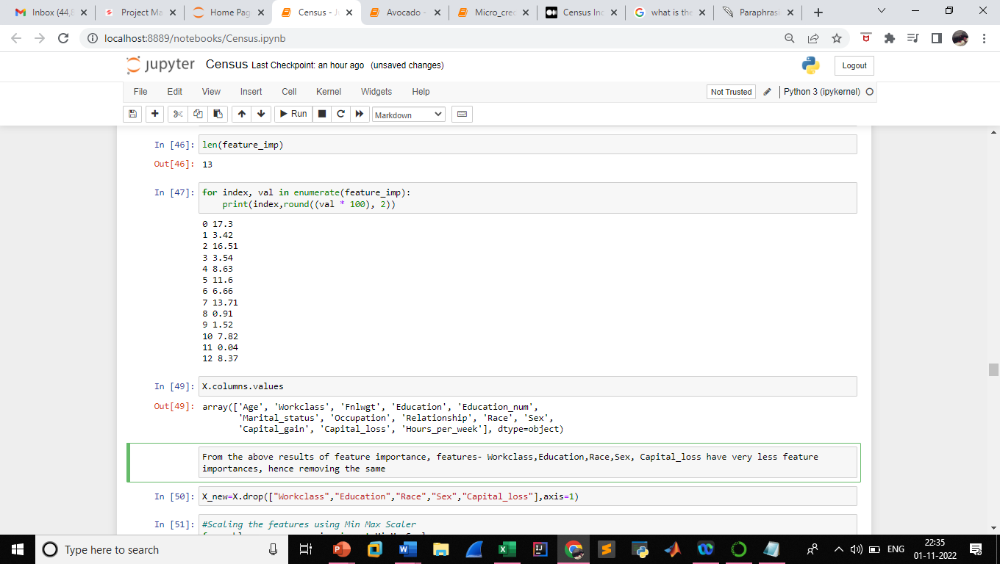 Inbox (44,8
Project Ma
Home Pag
Census - J
Avocado -
Micro_cred
Census Inc
what is the
Paraphrasi
localhost:8889/notebooks/Census.ipynb
jupyter Census Last Checkpoint: an hour ago (unsaved changes)
Logout
File Edit View Insert Cell Kernel Widgets Help
Not Trusted
Python 3 (ipykernel)
Run
Markdown
In [46]: len(feature_imp)
Out[46]: 13
In [47]: for index, val in enumerate(feature_imp):
print(index,round((val * 100), 2))
0 17.3
1 3.42
2 16.51
3 3.54
4 8.63
5 11.6
6 6.66
7 13.71
8 0.91
9 1.52
10 7.82
11 0.04
12 8.37
In [49]: X.columns.values
Out[49]: array(['Age', 'Workclass', 'Fnlwgt', 'Education', 'Education_num',
'Marital_status', 'Occupation', 'Relationship', 'Race', 'Sex',
'Capital_gain', 'Capital_loss', 'Hours_per_week'], dtype=object)
From the above results of feature importance, features- Workclass,Education,Race,Sex, Capital_loss have very less feature
importances, hence removing the same
In [50]: X_new=X.drop(["Workclass","Education","Race","Sex","Capital_loss"],axis=1)
In [51]: #Scaling the features using Min Max Scaler
Type here to search
ENG
22:35
01-11-2022